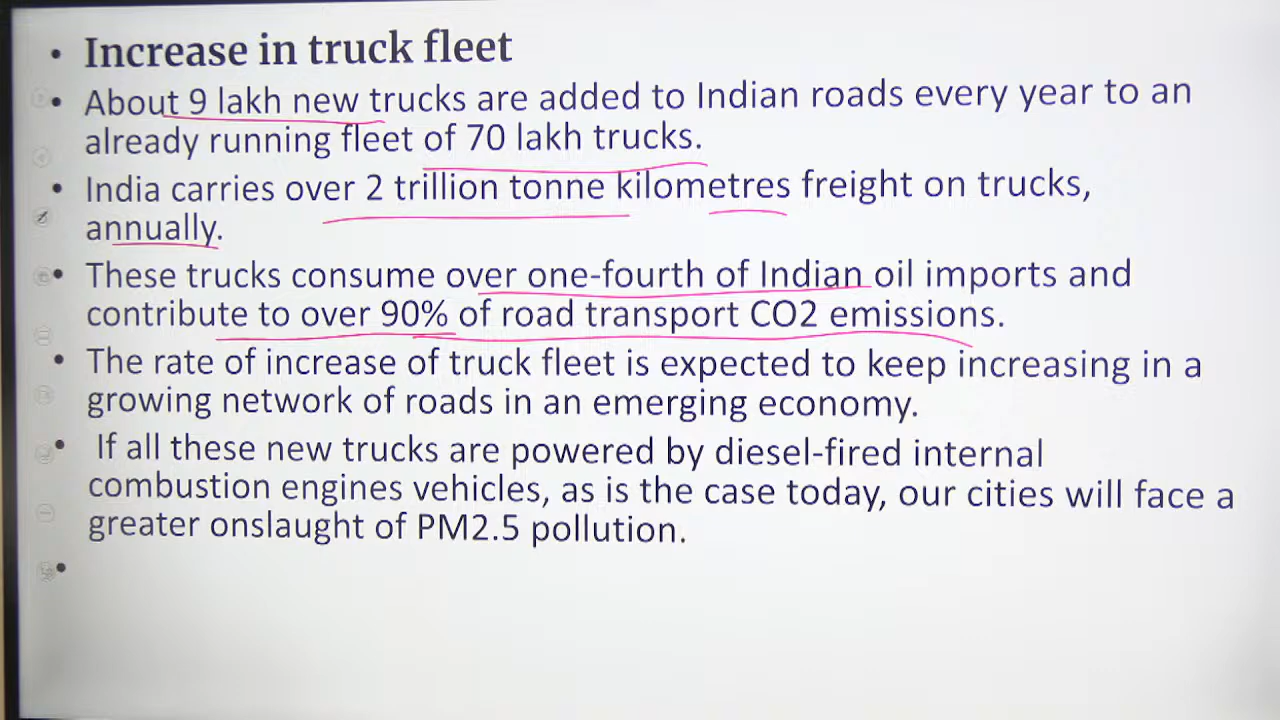 • Increase in truck fleet
• About 9 lakh new trucks are added to Indian roads every year to an
already running fleet of 70 lakh trucks.
• India carries over 2 trillion tonne kilometres freight on trucks,
annually.
• These trucks consume over one-fourth of Indian oil imports and
contribute to over 90% of road transport CO2 emissions.
• The rate of increase of truck fleet is expected to keep increasing in a
growing network of roads in an emerging economy.
• If all these new trucks are powered by diesel-fired internal
combustion engines vehicles, as is the case today, our cities will face a
greater onslaught of PM2.5 pollution.
•